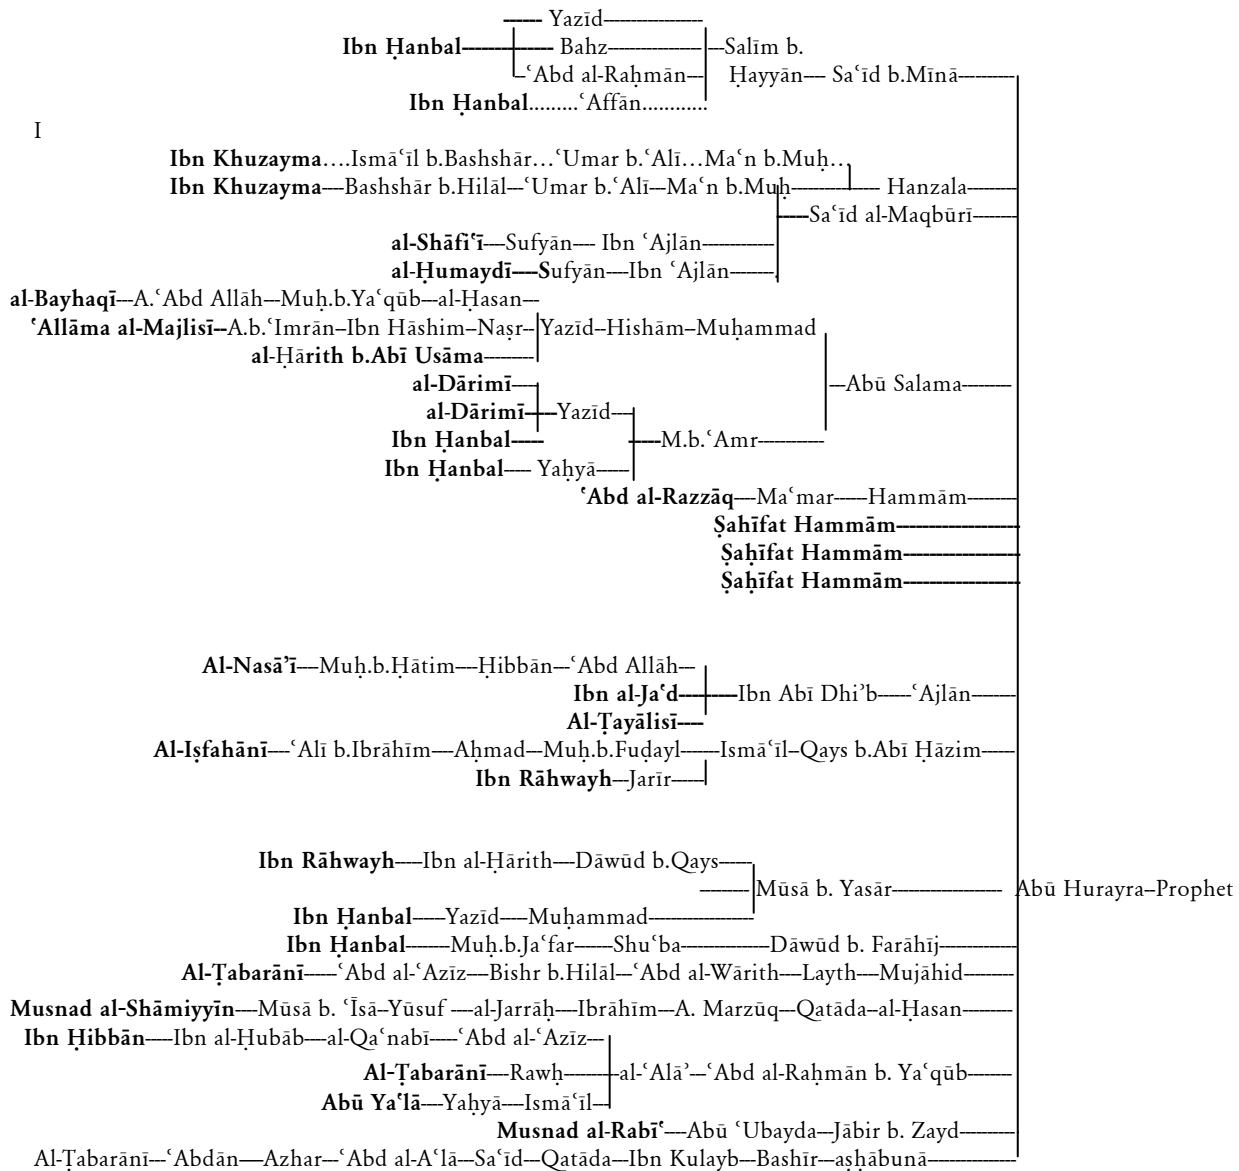 Yazīd
Ibn Ḥanbal Bahz Salīm b.
ʿAbd al-Raḥmān Ḥayyān Saʿīd b.Mīnā
Ibn Ḥanbal.........ʿAffān............
I
Ibn Khuzayma....Ismāʿīl b.Bashshār...ʿUmar b.ʿAlī...Maʿn b.Muḥ...
Ibn Khuzayma----Bashshār b.Hilāl---ʿUmar b.ʿAlī---Maʿn b.Muḥ Hanzala
Saʿīd al-Maqbūrī
al-Shāfiʿī----Sufyān---- Ibn ʿAjlān
al-Ḥumaydī----Sufyān----Ibn ʿAjlān
al-Bayhaqī---A.ʿAbd Allāh---Muḥ.b.Yaʿqūb---al-Ḥasan---
ʿAllāma al-Majlisī--A.b.ʿImrān--Ibn Hāshim--Naṣr Yazīd--Hishām--Muḥammad
al-Ḥārith b.Abī Usāma
al-Dārimī Abū Salama
al-Dārimī Yazīd
Ibn Ḥanbal M.b.ʿAmr
Ibn Ḥanbal---- Yaḥyā
ʿAbd al-Razzāq----Maʿmar-----Hammām
Ṣahīfat Hammām
Ṣaḥīfat Hammām
Ṣaḥīfat Hammām
Al-Nasāʾī----Muḥ.b.Ḥātim----Ḥibbān---ʿAbd Allāh---
Ibn al-Jaʿd Ibn Abī Dhiʾb-----ʿAjlān
Al-Ṭayālisī----
Al-Iṣfahānī----ʿAlī b.Ibrāhīm----Aḥmad---Muḥ.b.Fuḍayl Ismāʿīl--Qays b.Abī Ḥāzim
Ibn Rāhwayh---Jarīr
Ibn Rāhwayh-----Ibn al-Ḥārith----Dāwūd b.Qays
Mūsā b. Yasār Abū Hurayra--Prophet
Ibn Ḥanbal------Yazīd-----Muḥammad
Ibn Ḥanbal--------Muḥ.b.Jaʿfar-------Shuʿba Dāwūd b. Farāhīj
Al-Ṭabarānī------ʿAbd al-ʿAzīz---Bishr b.Hilāl---ʿAbd al-Wārith----Layth---Mujāhid
Musnad al-Shāmiyyīn----Mūsā b. ʿĪsā--Yūsuf ----al-Jarrāḥ----Ibrāhīm---A. Marzūq---Qatāda--al-Ḥasan
Ibn Ḥibbān----Ibn al-Ḥubāb----al-Qaʿnabī-----ʿAbd al-ʿAzīz---
Al-Ṭabarānī----Rawḥ al-ʿAlāʾ--ʿAbd al-Raḥmān b. Yaʿqūb
Abū Yaʿlā----Yaḥyā----Ismāʿīl--
Musnad al-Rabīʿ----Abū ʿUbayda---Jābir b. Zayd
Al-Ṭabarānī---ʿAbdān----Azhar---ʿAbd al-Aʿlā---Saʿīd---Qatāda---Ibn Kulayb---Bashīr---aṣḥābunā